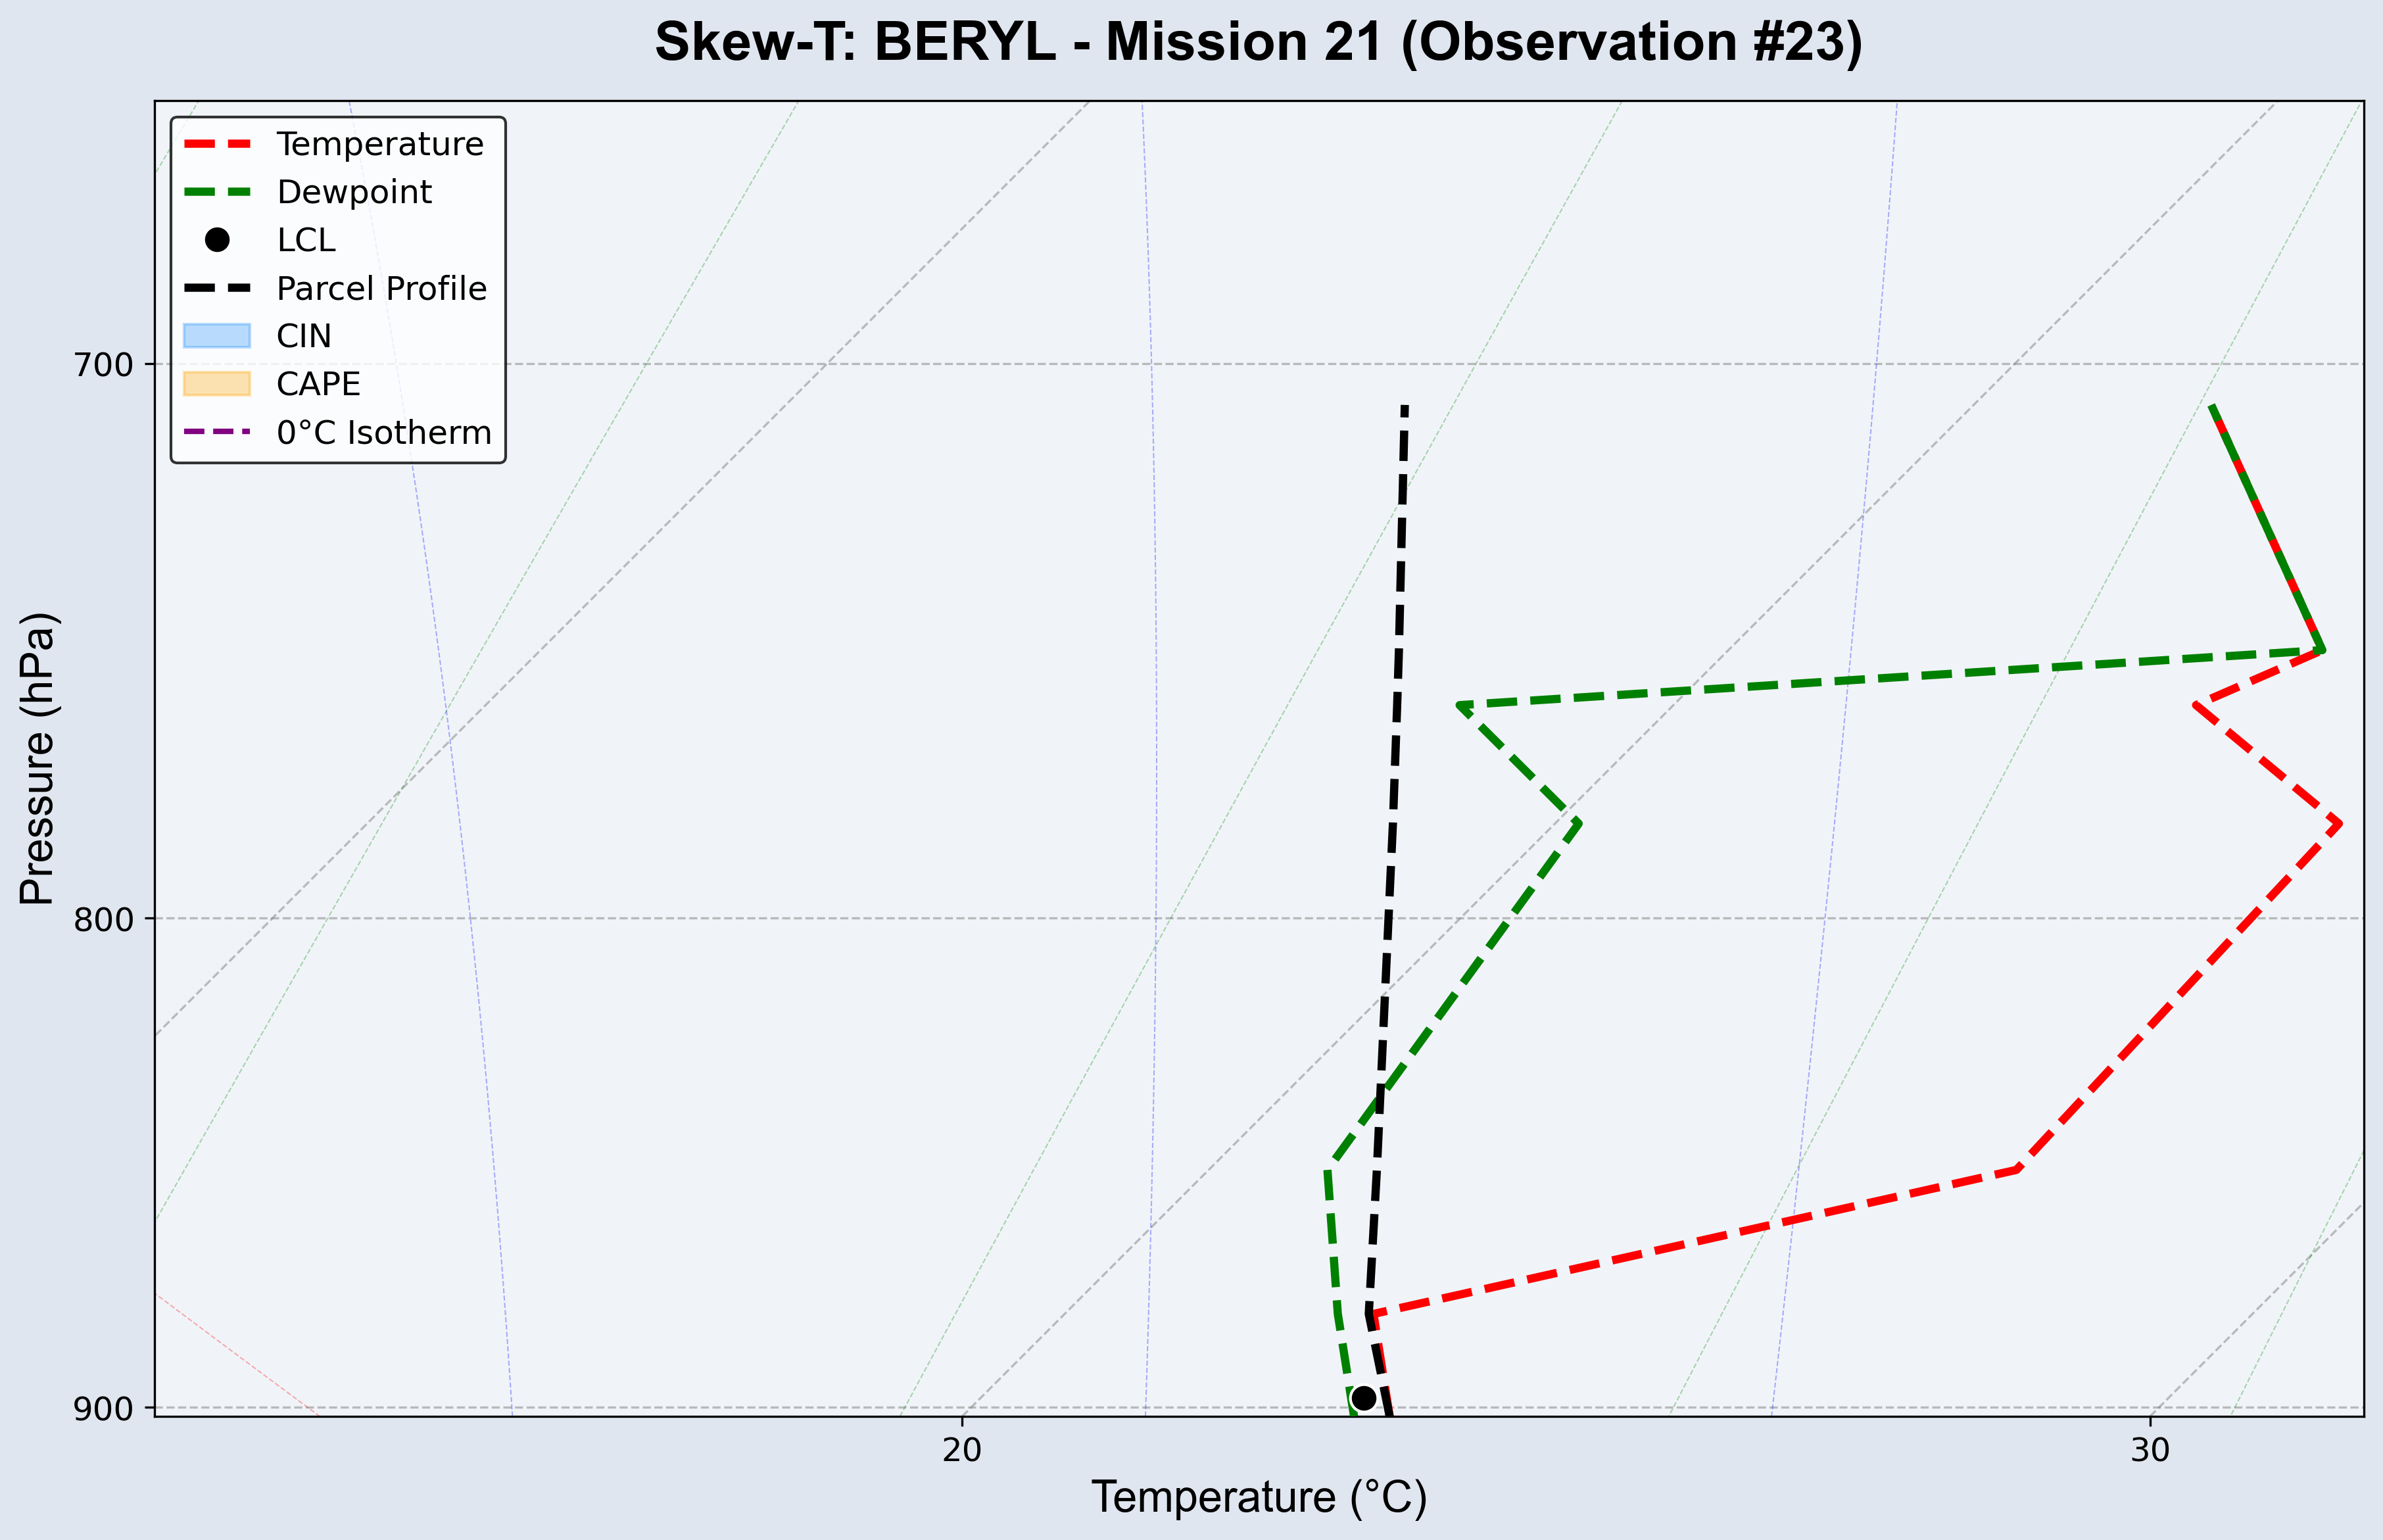 Skew-T: BERYL - Mission 21 (Observation #23)
Temperature
Dewpoint
LCL
Parcel Profile
CIN
CAPE
0°C Isotherm
Pressure (hPa)
700
800
900
20
30
Temperature (°C)